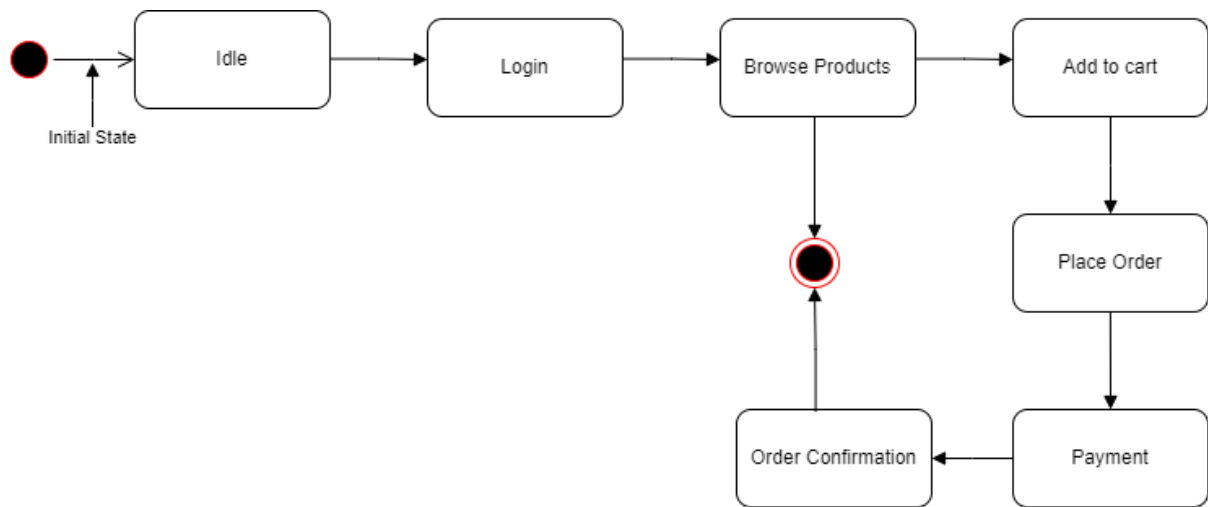 Idle
Login
Browse Products
Add to cart
Initial State
Place Order
Order Confirmation
Payment